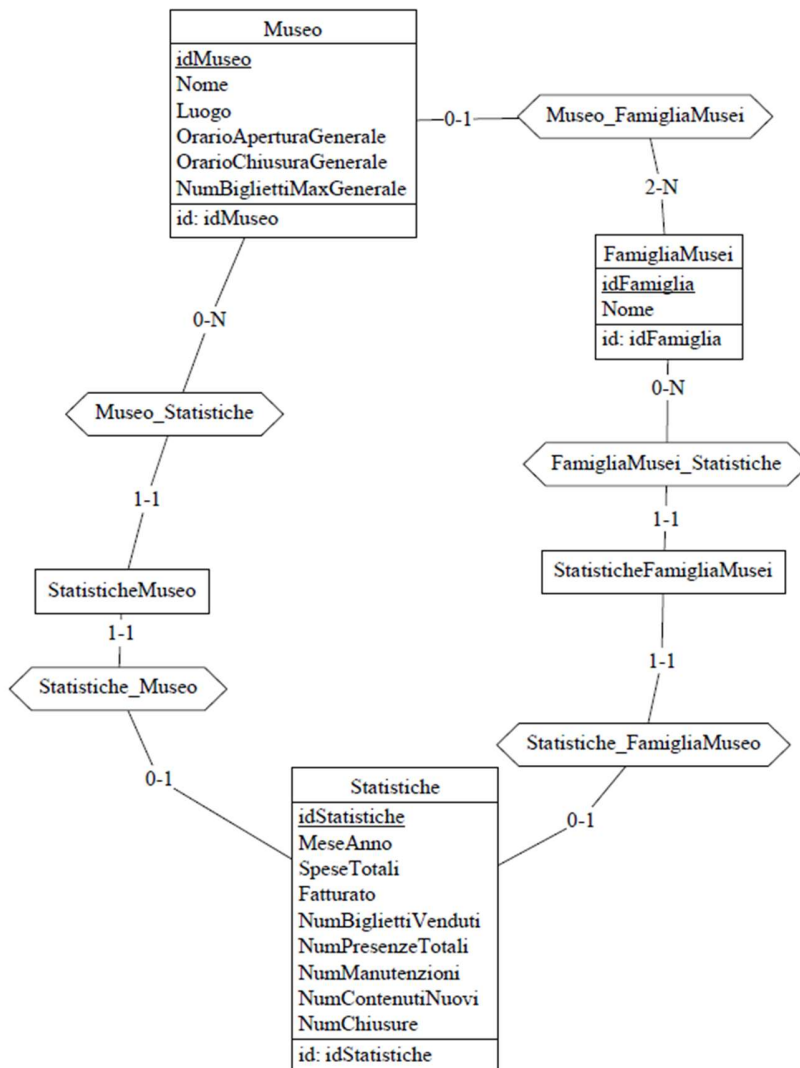 Museo
idMuseo
Nome
Luogo
OrarioAperturaGenerale
OrarioChiusuraGenerale
NumBigliettiMaxGenerale
id: idMuseo
0-1
Museo_FamigliaMusei
2-N
FamigliaMusei
idFamiglia
Nome
id: idFamiglia
0-N
Museo_Statistiche
1-1
StatisticheMuseo
1-1
Statistiche_Museo
0-1
0-N
FamigliaMusei_Statistiche
1-1
StatisticheFamigliaMusei
1-1
Statistiche_FamigliaMuseo
0-1
Statistiche
idStatistiche
MeseAnno
SpeseTotali
Fatturato
NumBigliettiVenduti
NumPresenzeTotali
NumManutenzioni
NumContenutiNuovi
NumChiusure
id: idStatistiche